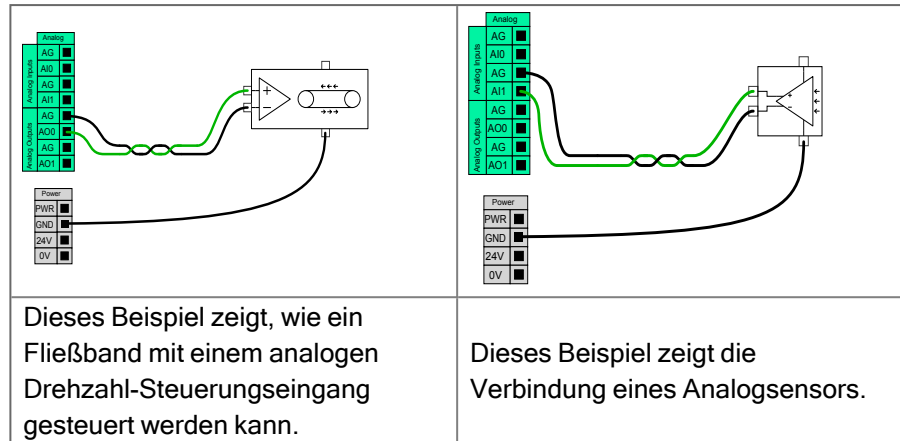 Analog
Analog Inputs
AG
AI0
AG
AI1
Analog Outputs
AG
AO0
AG
AO1
Power
PWR
GND
24V
0V
+
−
←←←
→→→
Dieses Beispiel zeigt, wie ein
Fließband mit einem analogen
Drehzahl-Steuerungseingang
gesteuert werden kann.
Analog
Analog Inputs
AG
AI0
AG
AI1
Analog Outputs
AG
AO0
AG
AO1
Power
PWR
GND
24V
0V
+
−
Dieses Beispiel zeigt die
Verbindung eines Analogsensors.